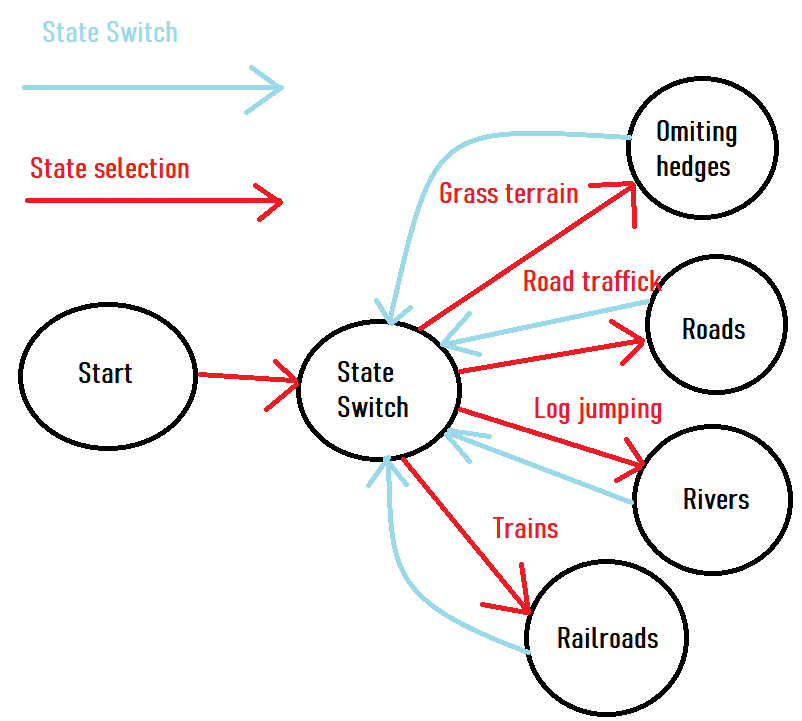 State Switch
State selection
Omiting
hedges
Grass terrain
Road traffick
Roads
Start
State
Switch
Log jumping
Rivers
Trains
Railroads